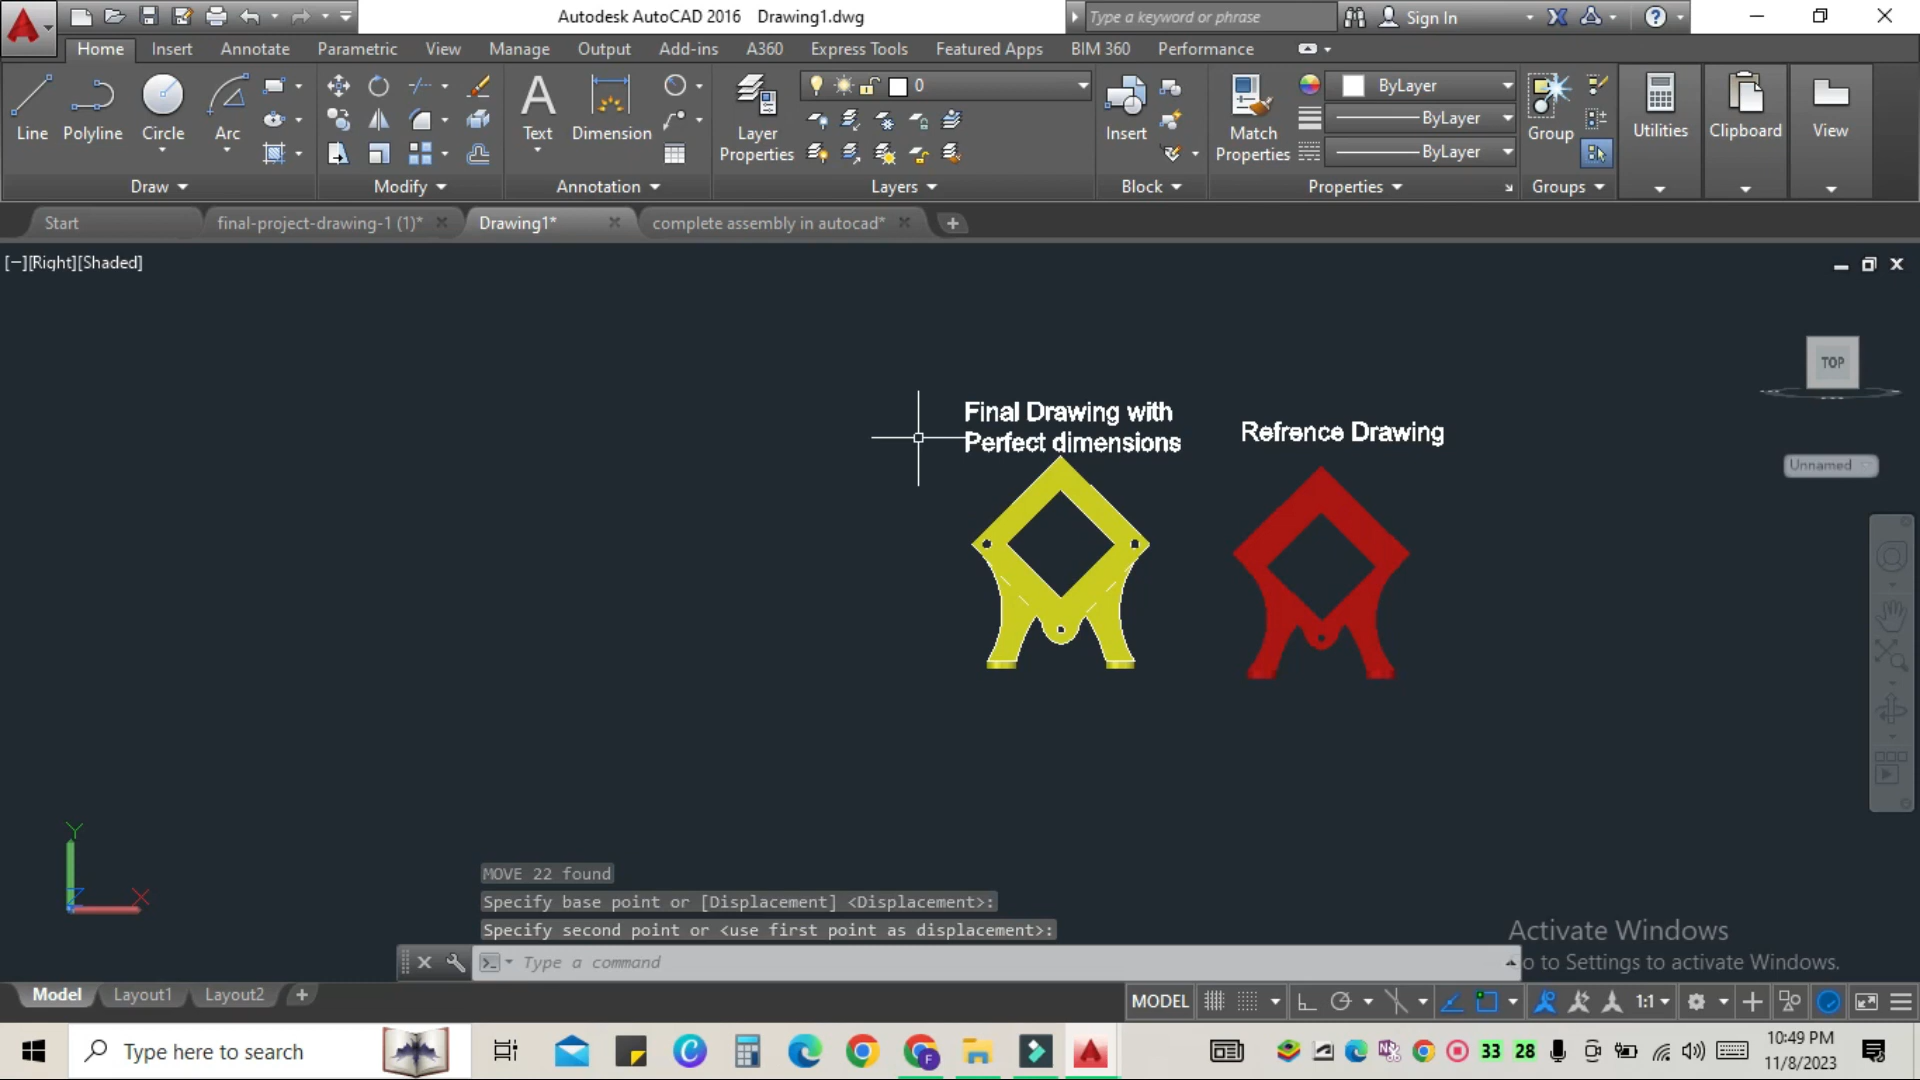 Autodesk AutoCAD 2016 Drawing1.dwg
Type a keyword or phrase
Sign In
Home Insert Annotate Parametric View Manage Output Add-ins A360 Express Tools Featured Apps BIM 360 Performance
0
ByLayer
ByLayer
ByLayer
Line Polyline Circle Arc
Text Dimension
Layer Properties
Insert
Match Properties
Group
Utilities Clipboard View
Draw Modify Annotation Layers Block Properties Groups
Start final-project-drawing-1 (1)* Drawing1* complete assembly in autocad*
[−][Right][Shaded]
TOP
Unnamed
Final Drawing with
Perfect dimensions
Refrence Drawing
Y
X
Z
MOVE 22 found
Specify base point or [Displacement] <Displacement>:
Specify second point or <use first point as displacement>:
Type a command
Activate Windows
o to Settings to activate Windows.
Model Layout1 Layout2
MODEL 1:1
Type here to search
33 28
10:49 PM
11/8/2023